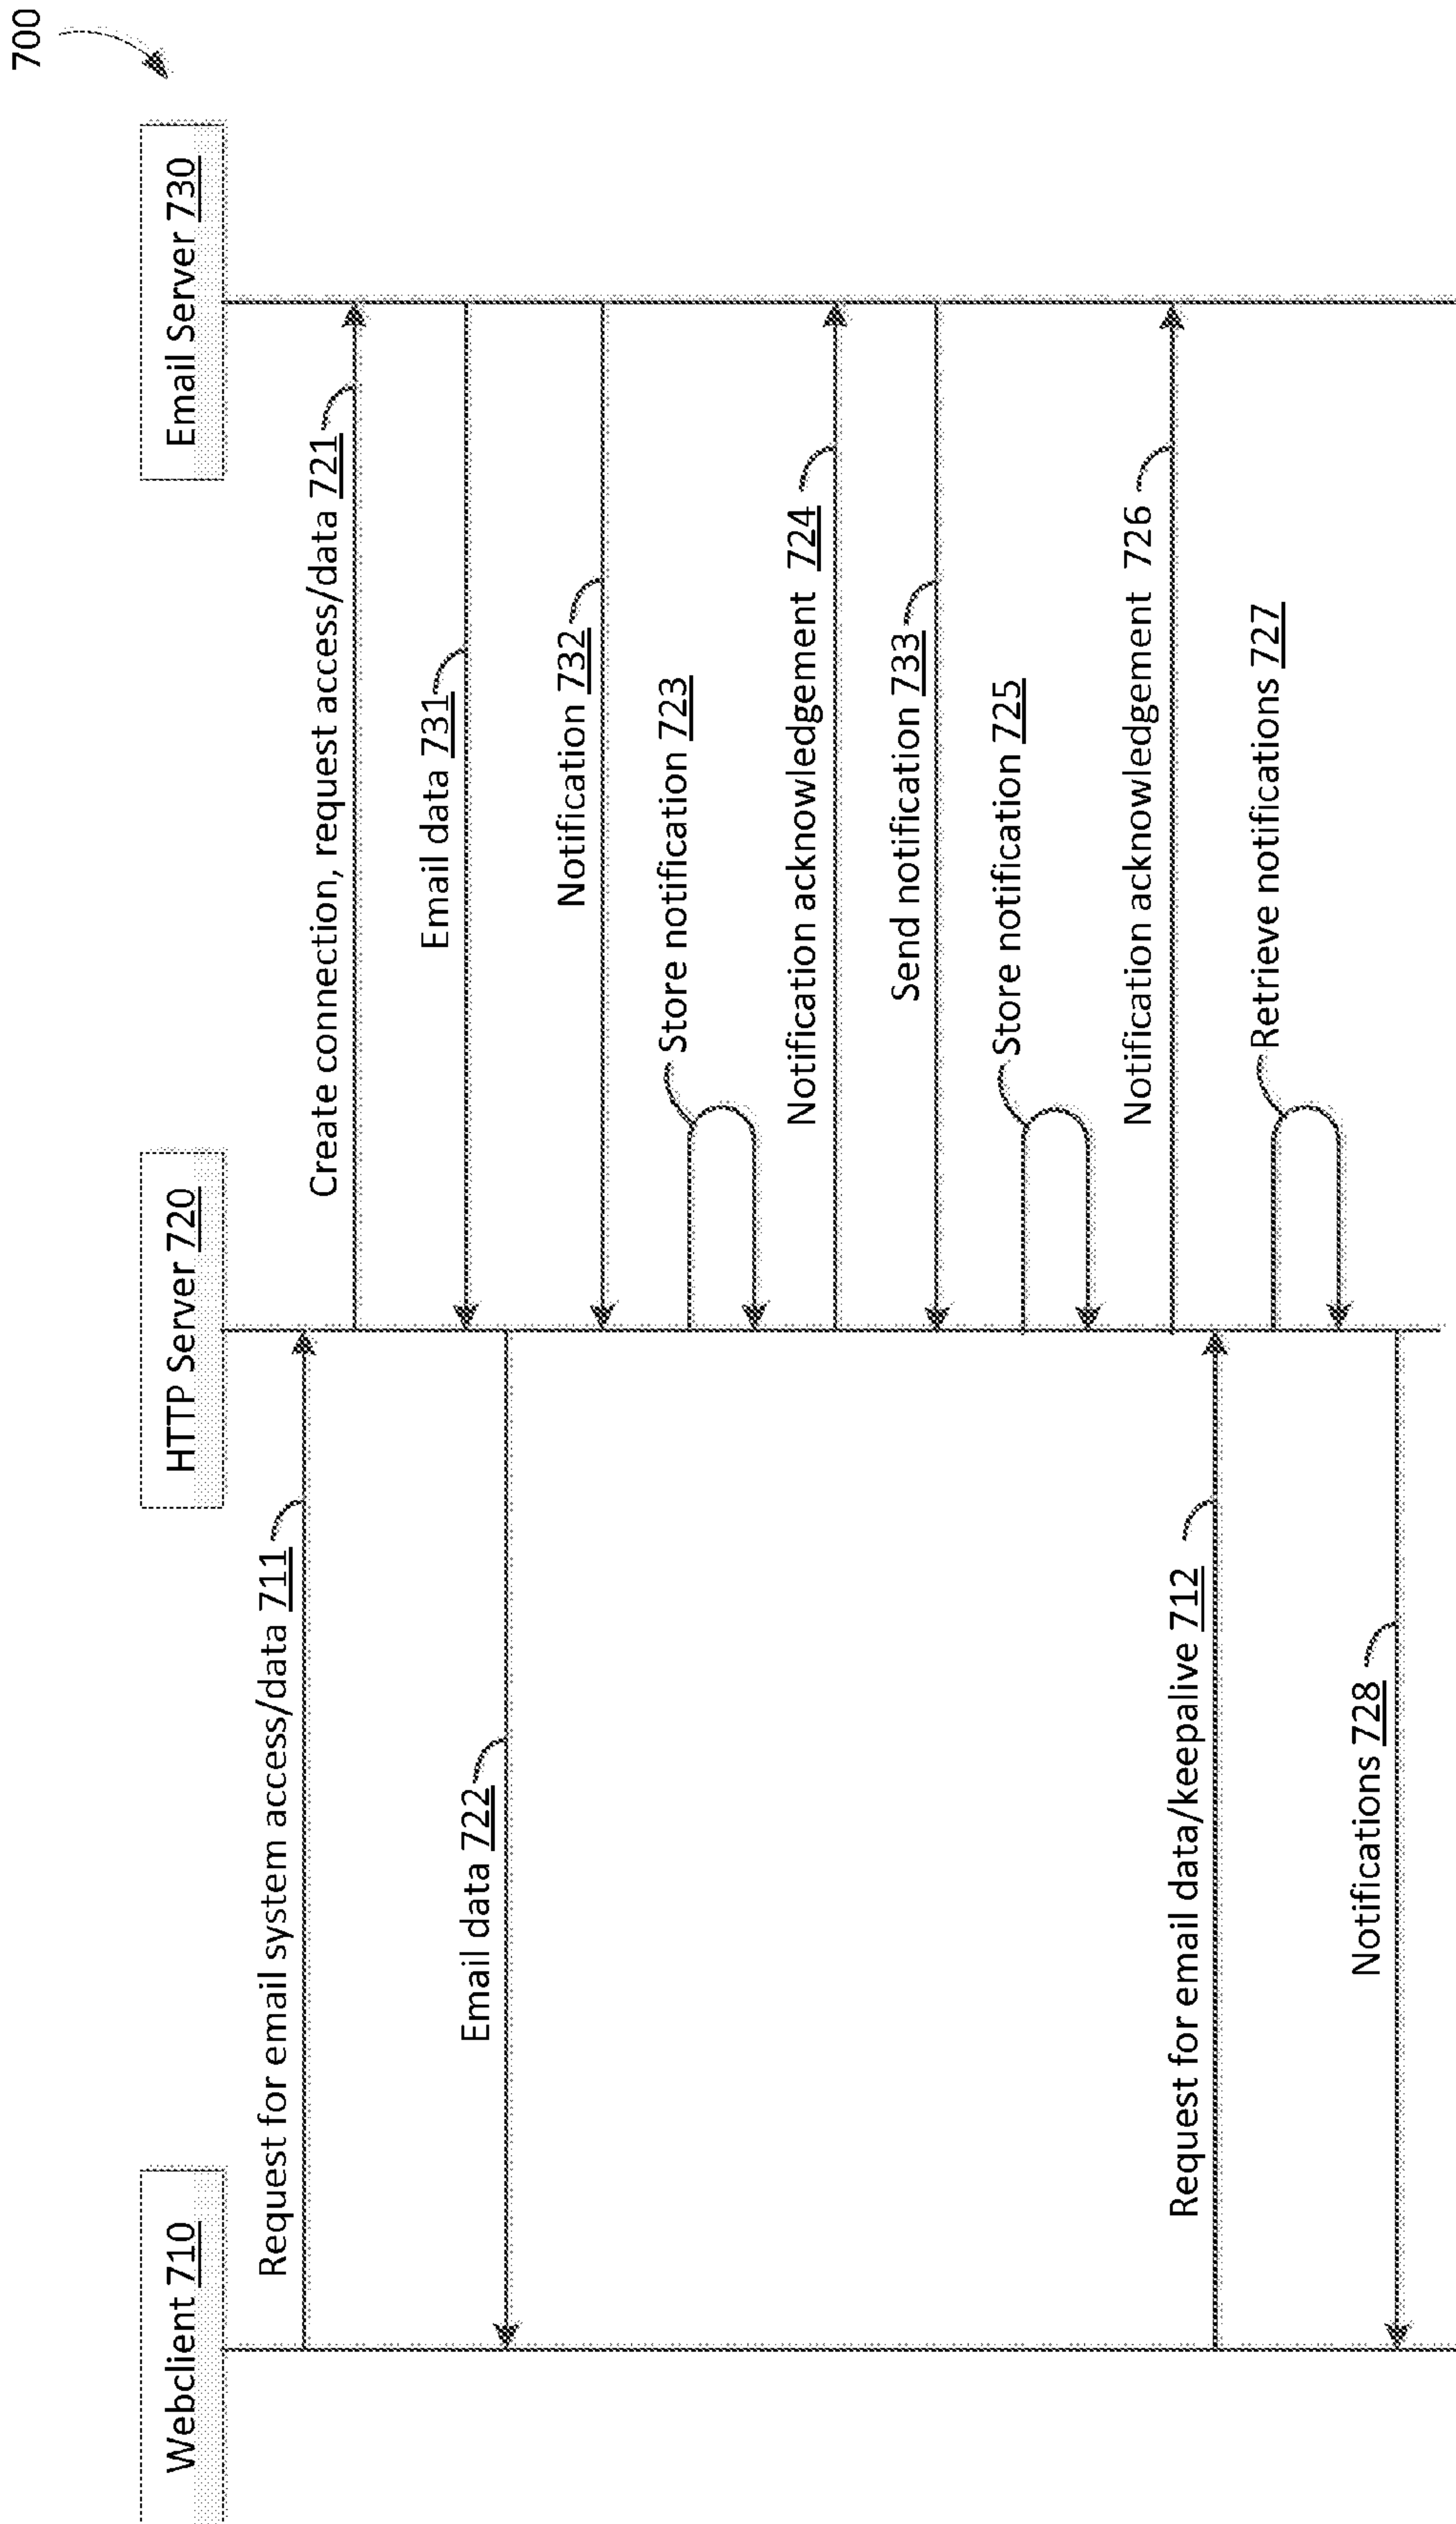 700
Webclient 710
HTTP Server 720
Email Server 730
Request for email system access/data 711
Create connection, request access/data 721
Email data 731
Email data 722
Notification 732
Store notification 723
Notification acknowledgement 724
Send notification 733
Store notification 725
Notification acknowledgement 726
Request for email data/keepalive 712
Retrieve notifications 727
Notifications 728